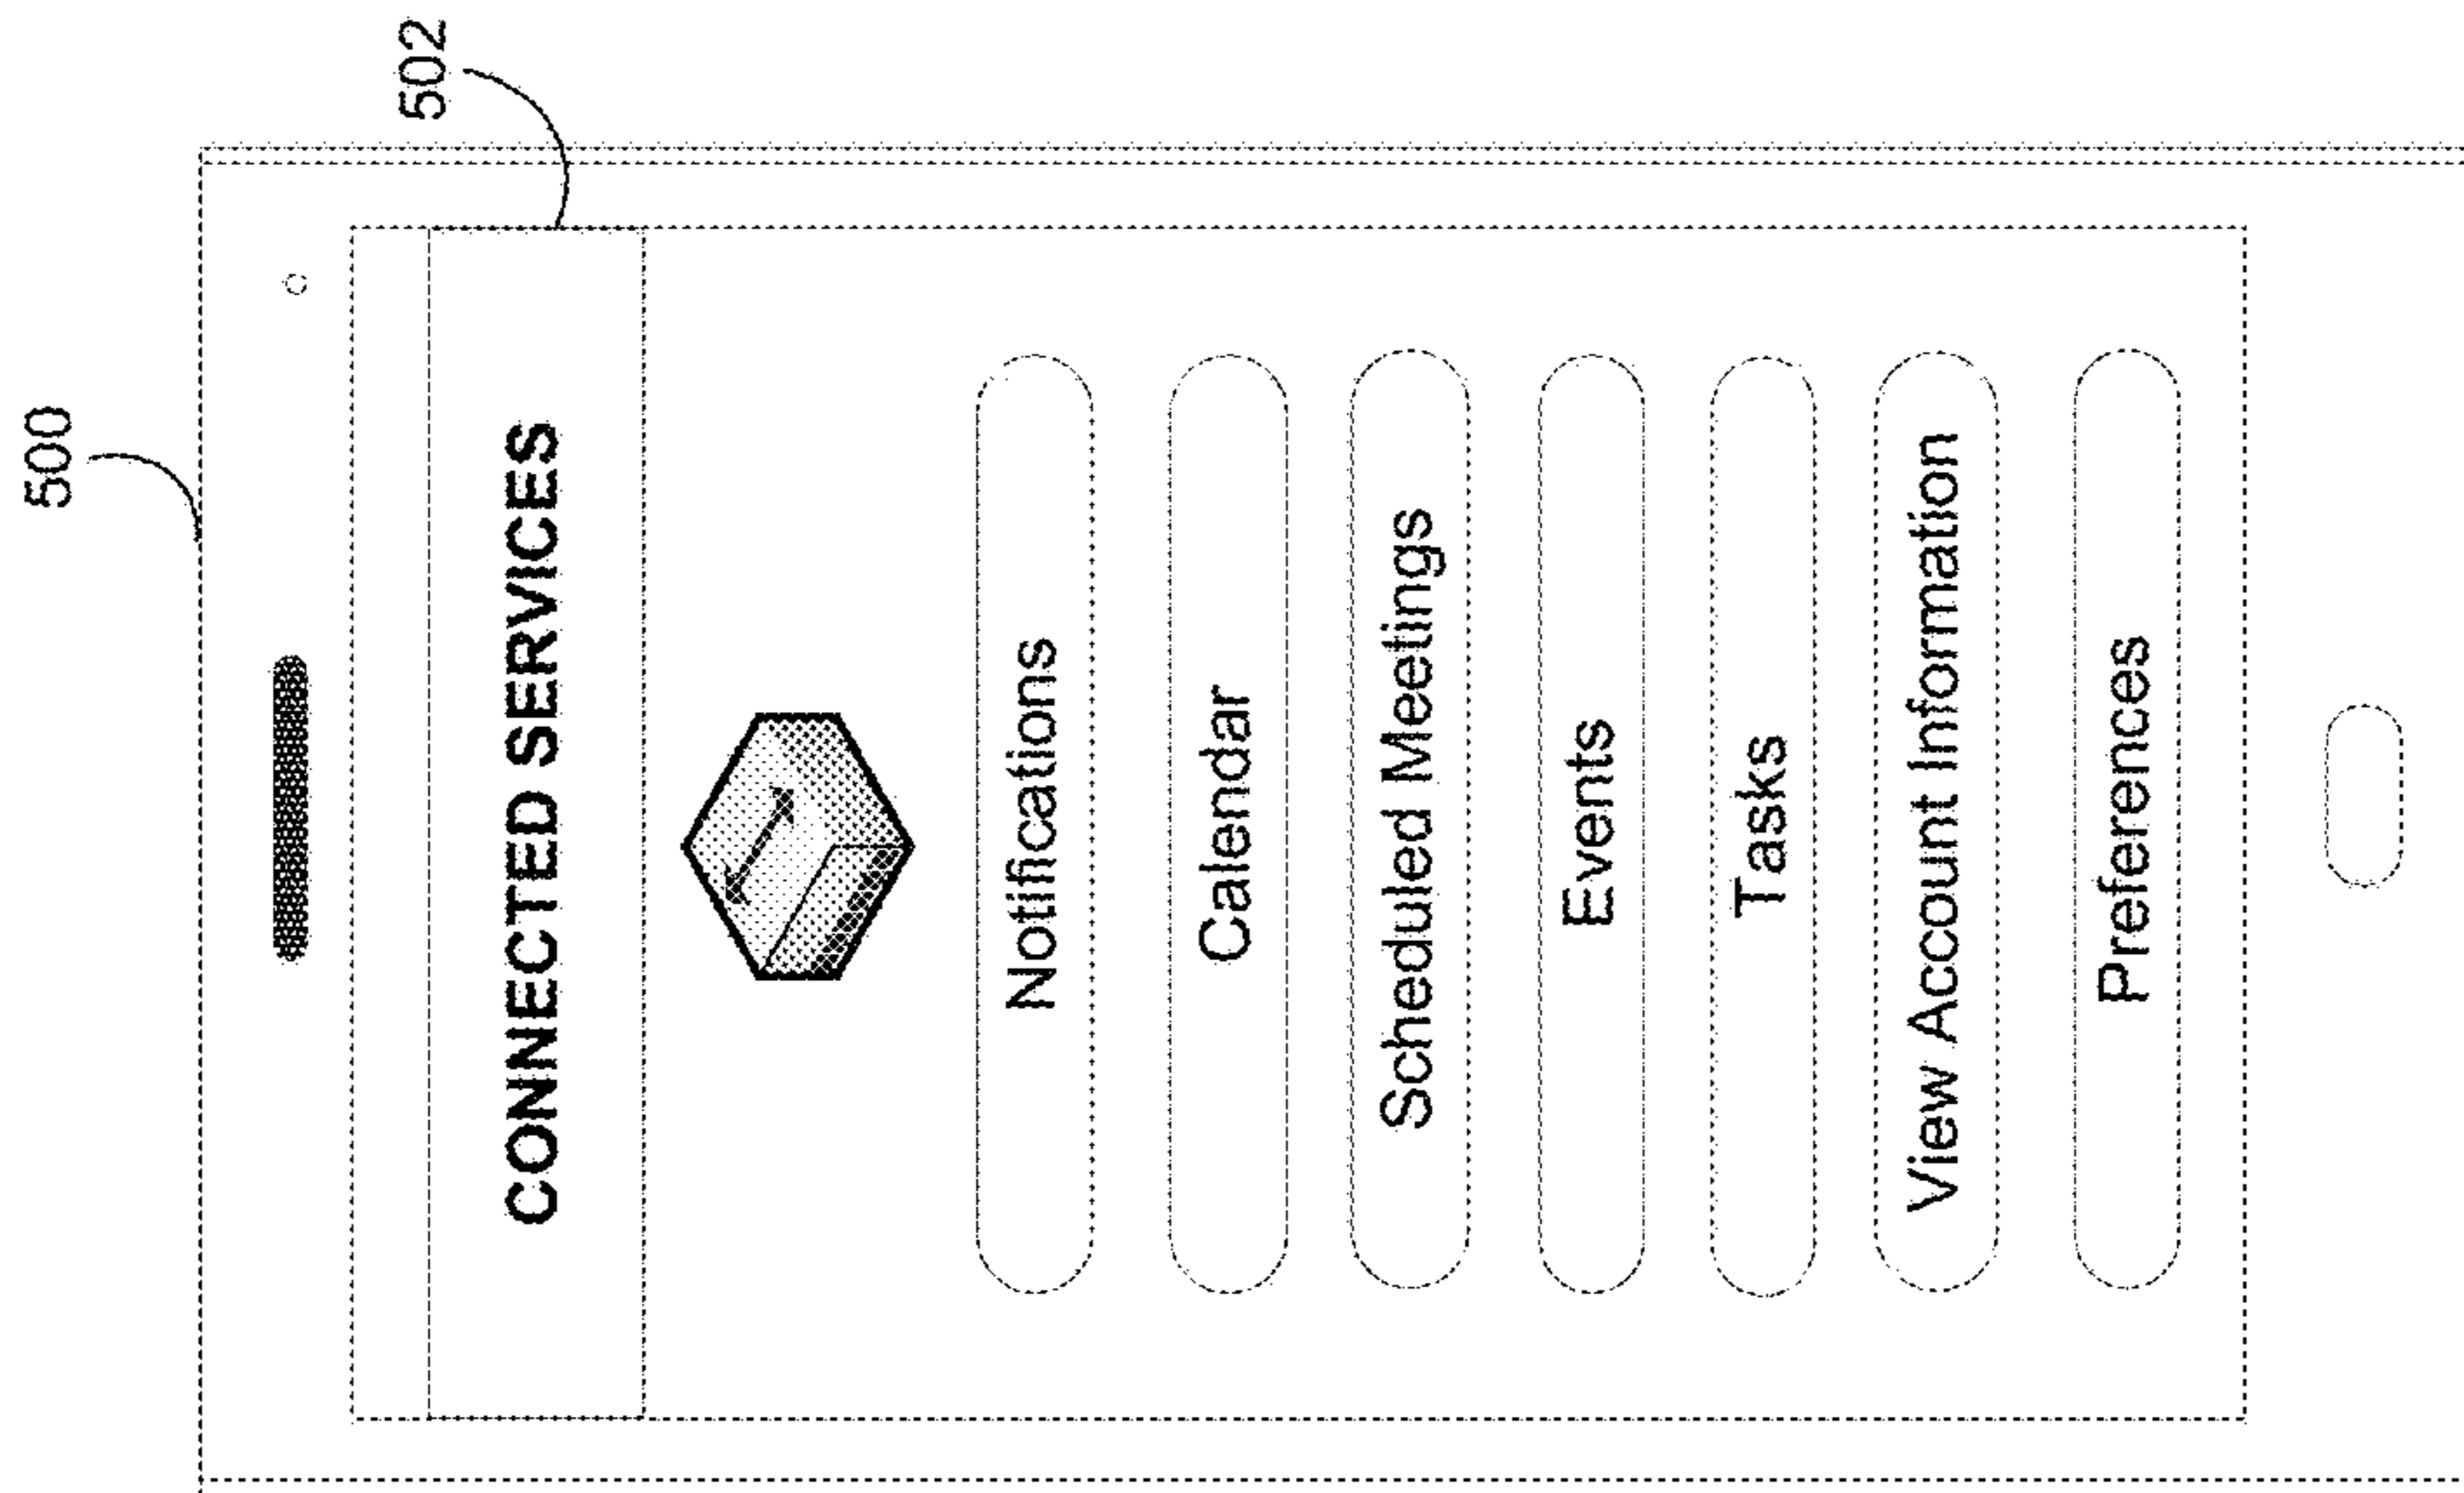 500
502
CONNECTED SERVICES
Notifications
Calendar
Scheduled Meetings
Events
Tasks
View Account Information
Preferences